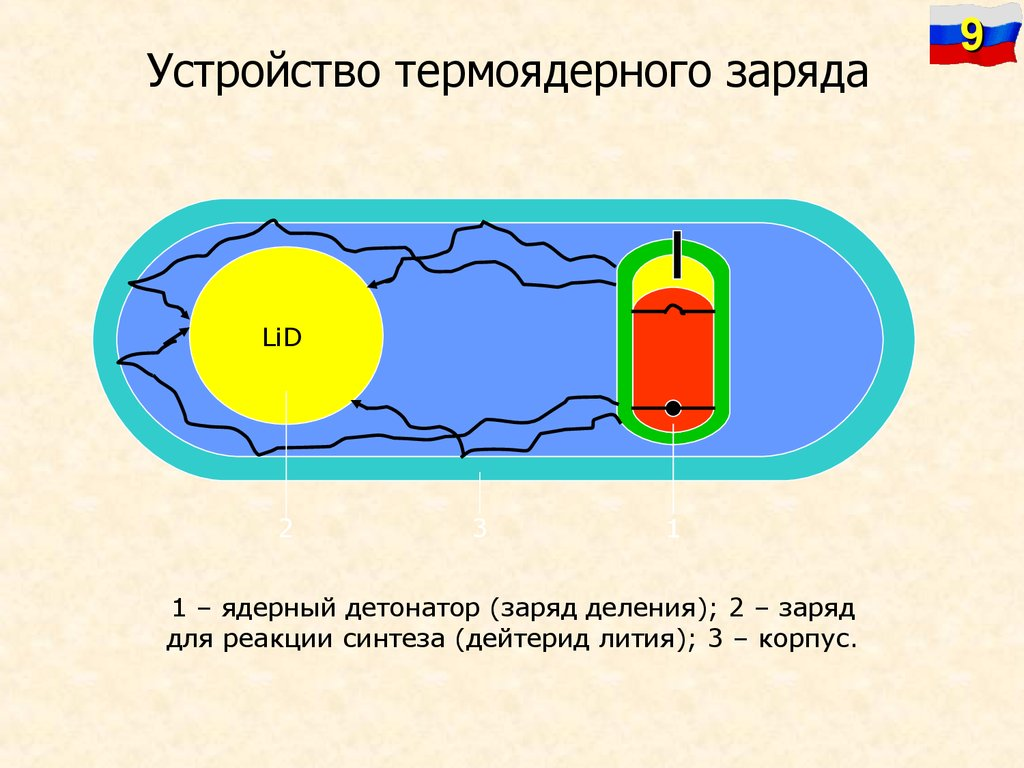 9
Устройство термоядерного заряда
LiD
2 3 1
1 – ядерный детонатор (заряд деления); 2 – заряд
для реакции синтеза (дейтерид лития); 3 – корпус.